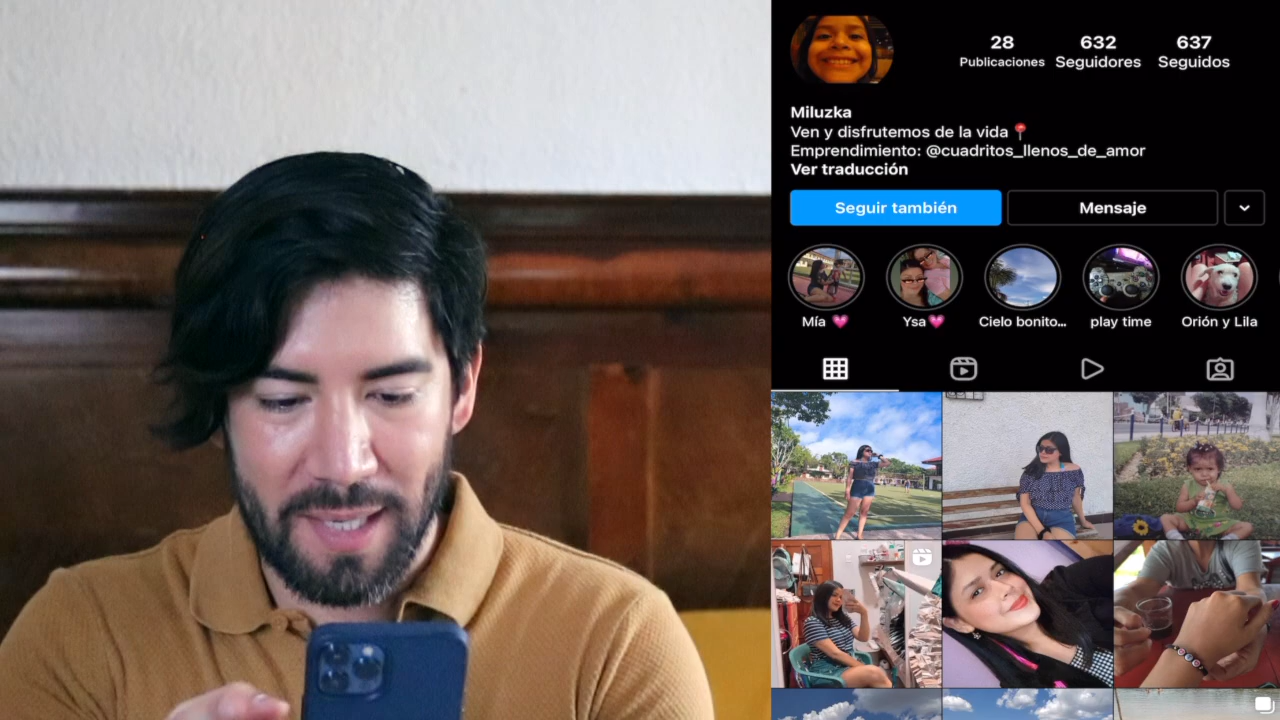 28 632 637
Publicaciones Seguidores Seguidos
Miluzka
Ven y disfrutemos de la vida📍
Emprendimiento: @cuadritos_llenos_de_amor
Ver traducción
Seguir también Mensaje
Mía 💗 Ysa💗 Cielo bonito... play time Orión y Lila